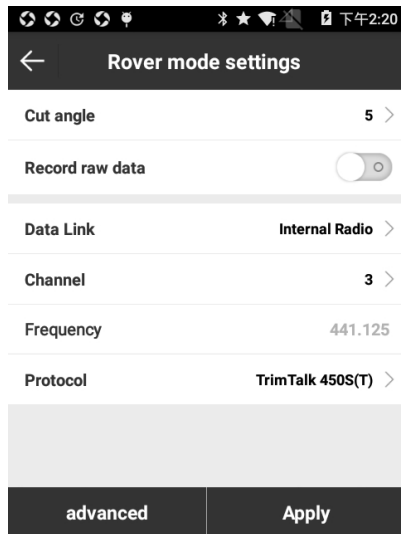 下午2:20
Rover mode settings
Cut angle 5
Record raw data
Data Link Internal Radio
Channel 3
Frequency 441.125
Protocol TrimTalk 450S(T)
advanced Apply